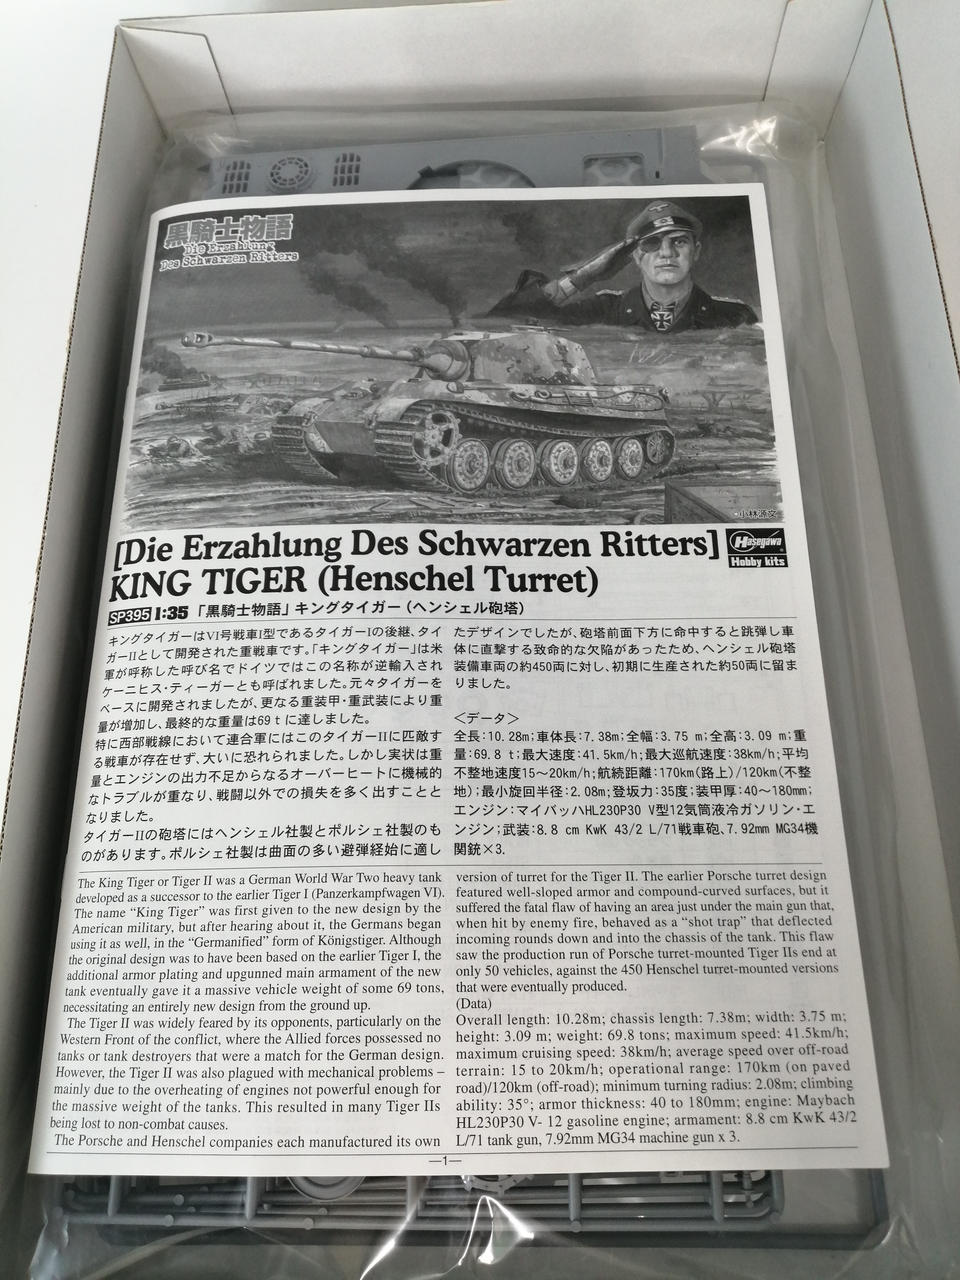 黒騎士物語
Die Erzahlung
Des Schwarzen Ritters
小林源文
[Die Erzahlung Des Schwarzen Ritters]
KING TIGER (Henschel Turret)
Hasegawa
Hobby kits
SP395 1:35 「黒騎士物語」キングタイガー(ヘンシェル砲塔)
キングタイガーはVI号戦車I型であるタイガーIの後継、タイ
ガーIIとして開発された重戦車です。「キングタイガー」は米
軍が呼称した呼び名でドイツではこの名称が逆輸入され
ケーニヒス・ティーガーとも呼ばれました。元々タイガーを
ベースに開発されましたが、更なる重装甲・重武装により重
量が増加し、最終的な重量は69ｔに達しました。
特に西部戦線において連合軍にはこのタイガーIIに匹敵す
る戦車が存在せず、大いに恐れられました。しかし実状は重
量とエンジンの出力不足からなるオーバーヒートに機械的
なトラブルが重なり、戦闘以外での損失を多く出すことと
なりました。
タイガーIIの砲塔にはヘンシェル社製とポルシェ社製のも
のがあります。ポルシェ社製は曲面の多い避弾経始に適し
たデザインでしたが、砲塔前面下方に命中すると跳弾し車
体に直撃する致命的な欠陥があったため、ヘンシェル砲塔
装備車両の約450両に対し、初期に生産された約50両に留ま
りました。
＜データ＞
全長：10.28m;車体長：7.38m;全幅：3.75 m;全高：3.09 m;重
量：69.8 t;最大速度：41.5km/h;最大巡航速度：38km/h;平均
不整地速度15〜20km/h;航続距離：170km(路上)/120km(不整
地);最小旋回半径：2.08m;登坂力：35度;装甲厚：40〜180mm;
エンジン：マイバッハHL230P30 V型12気筒液冷ガソリン・エ
ンジン;武装：8.8 cm KwK 43/2 L/71戦車砲、7.92mm MG34機
関銃×3.
The King Tiger or Tiger II was a German World War Two heavy tank
developed as a successor to the earlier Tiger I (Panzerkampfwagen VI).
The name “King Tiger” was first given to the new design by the
American military, but after hearing about it, the Germans began
using it as well, in the “Germanified” form of Königstiger. Although
the original design was to have been based on the earlier Tiger I, the
additional armor plating and upgunned main armament of the new
tank eventually gave it a massive vehicle weight of some 69 tons,
necessitating an entirely new design from the ground up.
The Tiger II was widely feared by its opponents, particularly on the
Western Front of the conflict, where the Allied forces possessed no
tanks or tank destroyers that were a match for the German design.
However, the Tiger II was also plagued with mechanical problems –
mainly due to the overheating of engines not powerful enough for
the massive weight of the tanks. This resulted in many Tiger IIs
being lost to non-combat causes.
The Porsche and Henschel companies each manufactured its own
version of turret for the Tiger II. The earlier Porsche turret design
featured well-sloped armor and compound-curved surfaces, but it
suffered the fatal flaw of having an area just under the main gun that,
when hit by enemy fire, behaved as a “shot trap” that deflected
incoming rounds down and into the chassis of the tank. This flaw
saw the production run of Porsche turret-mounted Tiger IIs end at
only 50 vehicles, against the 450 Henschel turret-mounted versions
that were eventually produced.
(Data)
Overall length: 10.28m; chassis length: 7.38m; width: 3.75 m;
height: 3.09 m; weight: 69.8 tons; maximum speed: 41.5km/h;
maximum cruising speed: 38km/h; average speed over off-road
terrain: 15 to 20km/h; operational range: 170km (on paved
road)/120km (off-road); minimum turning radius: 2.08m; climbing
ability: 35°; armor thickness: 40 to 180mm; engine: Maybach
HL230P30 V- 12 gasoline engine; armament: 8.8 cm KwK 43/2
L/71 tank gun, 7.92mm MG34 machine gun x 3.
—1—